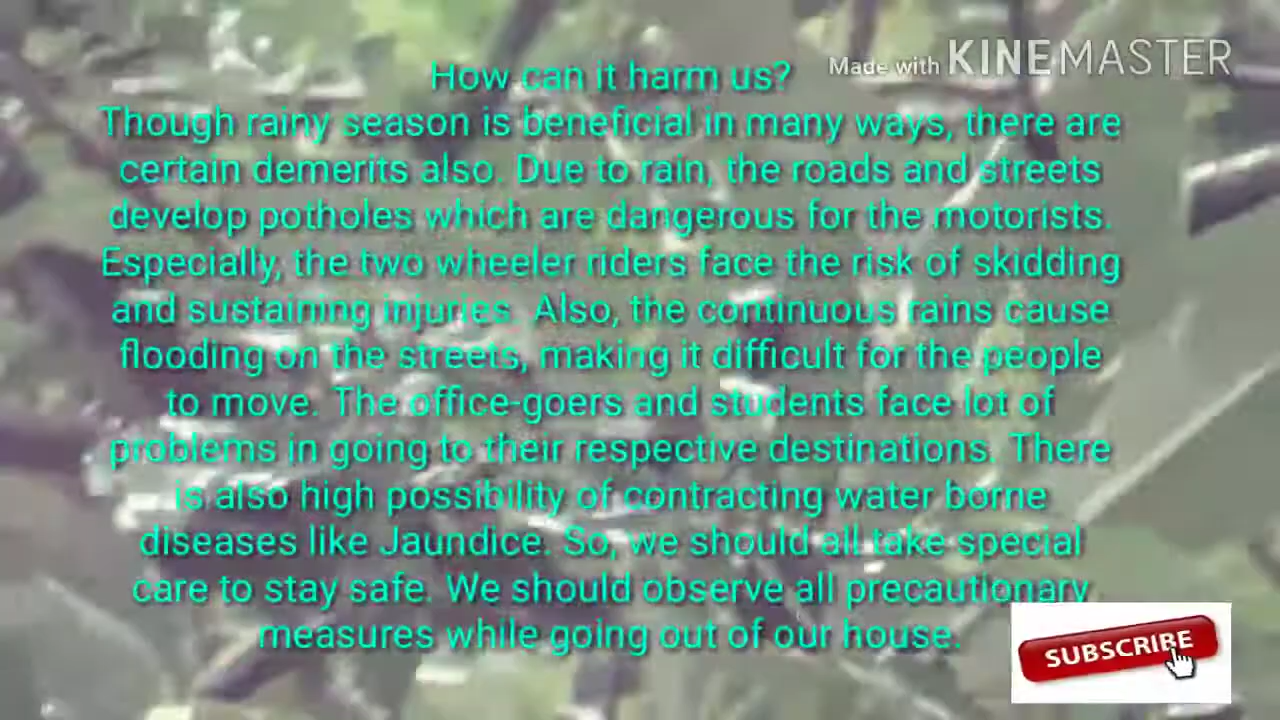 Made with KINEMASTER
How can it harm us?
Though rainy season is beneficial in many ways, there are
certain demerits also. Due to rain, the roads and streets
develop potholes which are dangerous for the motorists.
Especially, the two wheeler riders face the risk of skidding
and sustaining injuries. Also, the continuous rains cause
flooding on the streets, making it difficult for the people
to move. The office-goers and students face lot of
problems in going to their respective destinations. There
is also high possibility of contracting water borne
diseases like Jaundice. So, we should all take special
care to stay safe. We should observe all precautionary
measures while going out of our house.
SUBSCRIBE